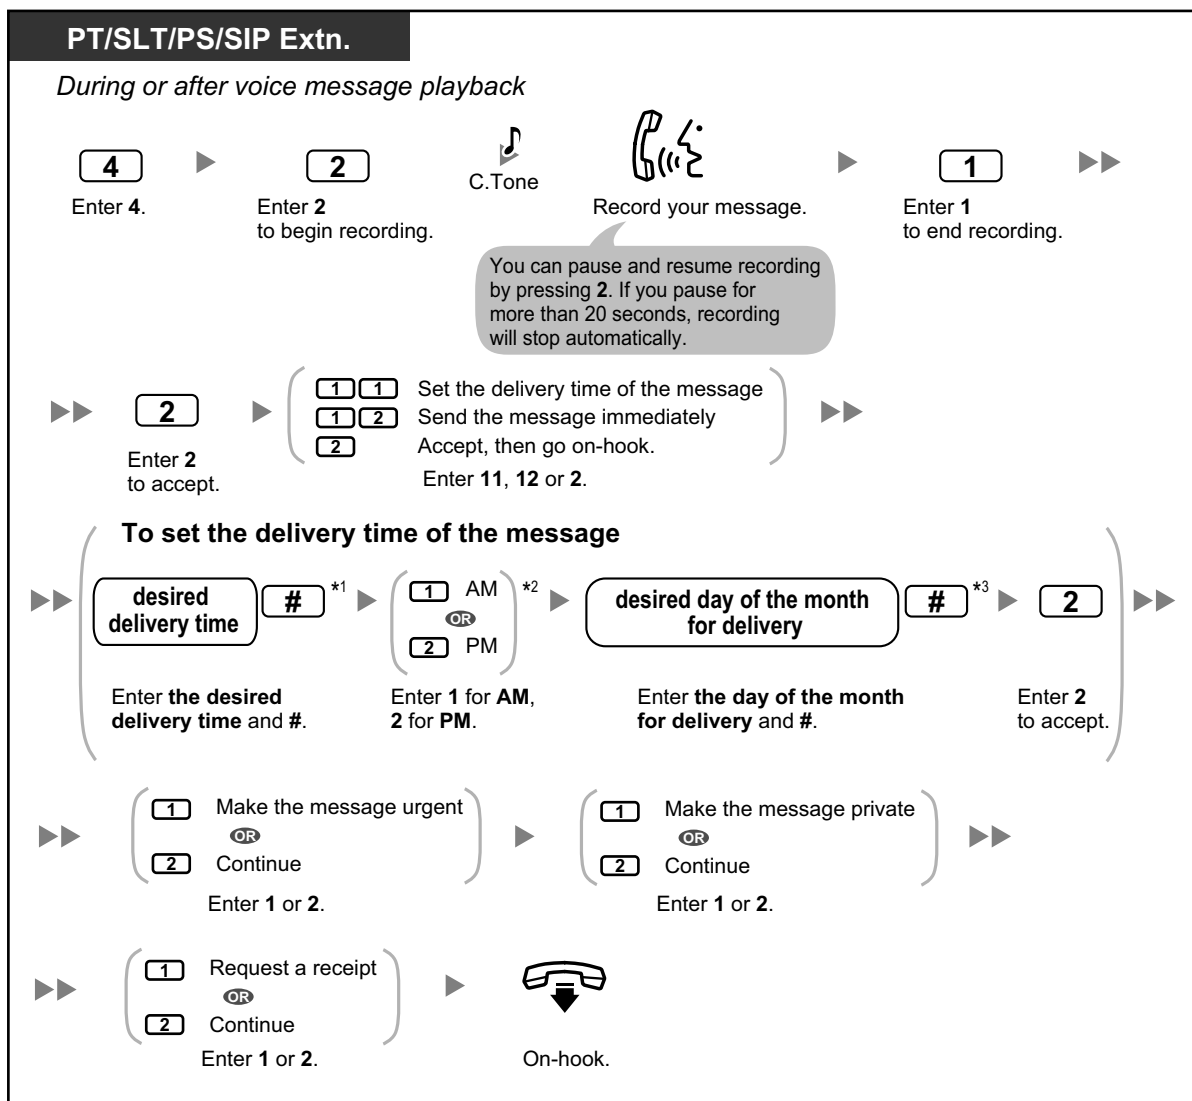 PT/SLT/PS/SIP Extn.
During or after voice message playback
4
2
C.Tone
1
Enter 4.
Enter 2
to begin recording.
Record your message.
Enter 1
to end recording.
You can pause and resume recording
by pressing 2. If you pause for
more than 20 seconds, recording
will stop automatically.
2
Enter 2
to accept.
1 1 Set the delivery time of the message
1 2 Send the message immediately
2 Accept, then go on-hook.
Enter 11, 12 or 2.
To set the delivery time of the message
desired
delivery time
# *1
1 AM
OR
2 PM
*2
desired day of the month
for delivery
# *3
2
Enter the desired
delivery time and #.
Enter 1 for AM,
2 for PM.
Enter the day of the month
for delivery and #.
Enter 2
to accept.
1 Make the message urgent
OR
2 Continue
Enter 1 or 2.
1 Make the message private
OR
2 Continue
Enter 1 or 2.
1 Request a receipt
OR
2 Continue
Enter 1 or 2.
On-hook.